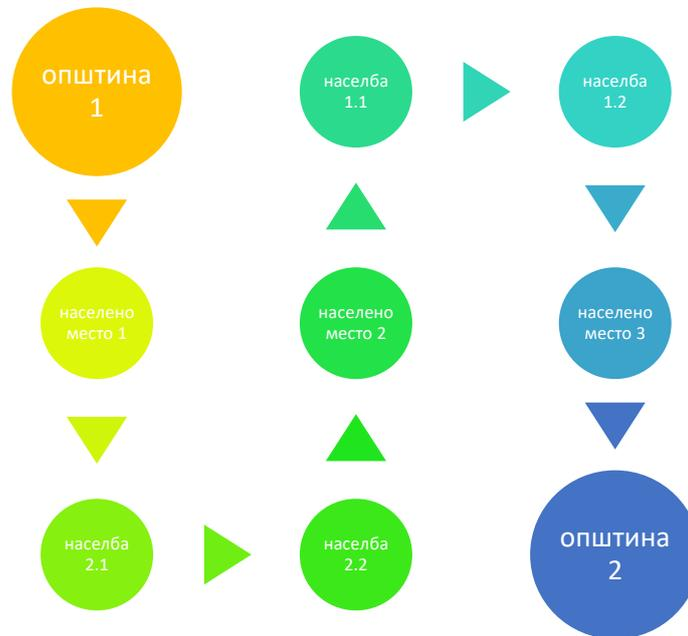 општина
1
населено
место 1
населба
2.1
населба
2.2
населено
место 2
населба
1.1
населба
1.2
населено
место 3
општина
2